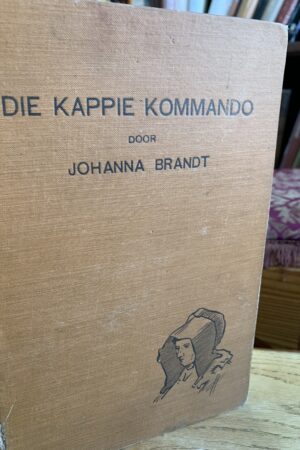 DIE KAPPIE KOMMANDO
DOOR
JOHANNA BRANDT